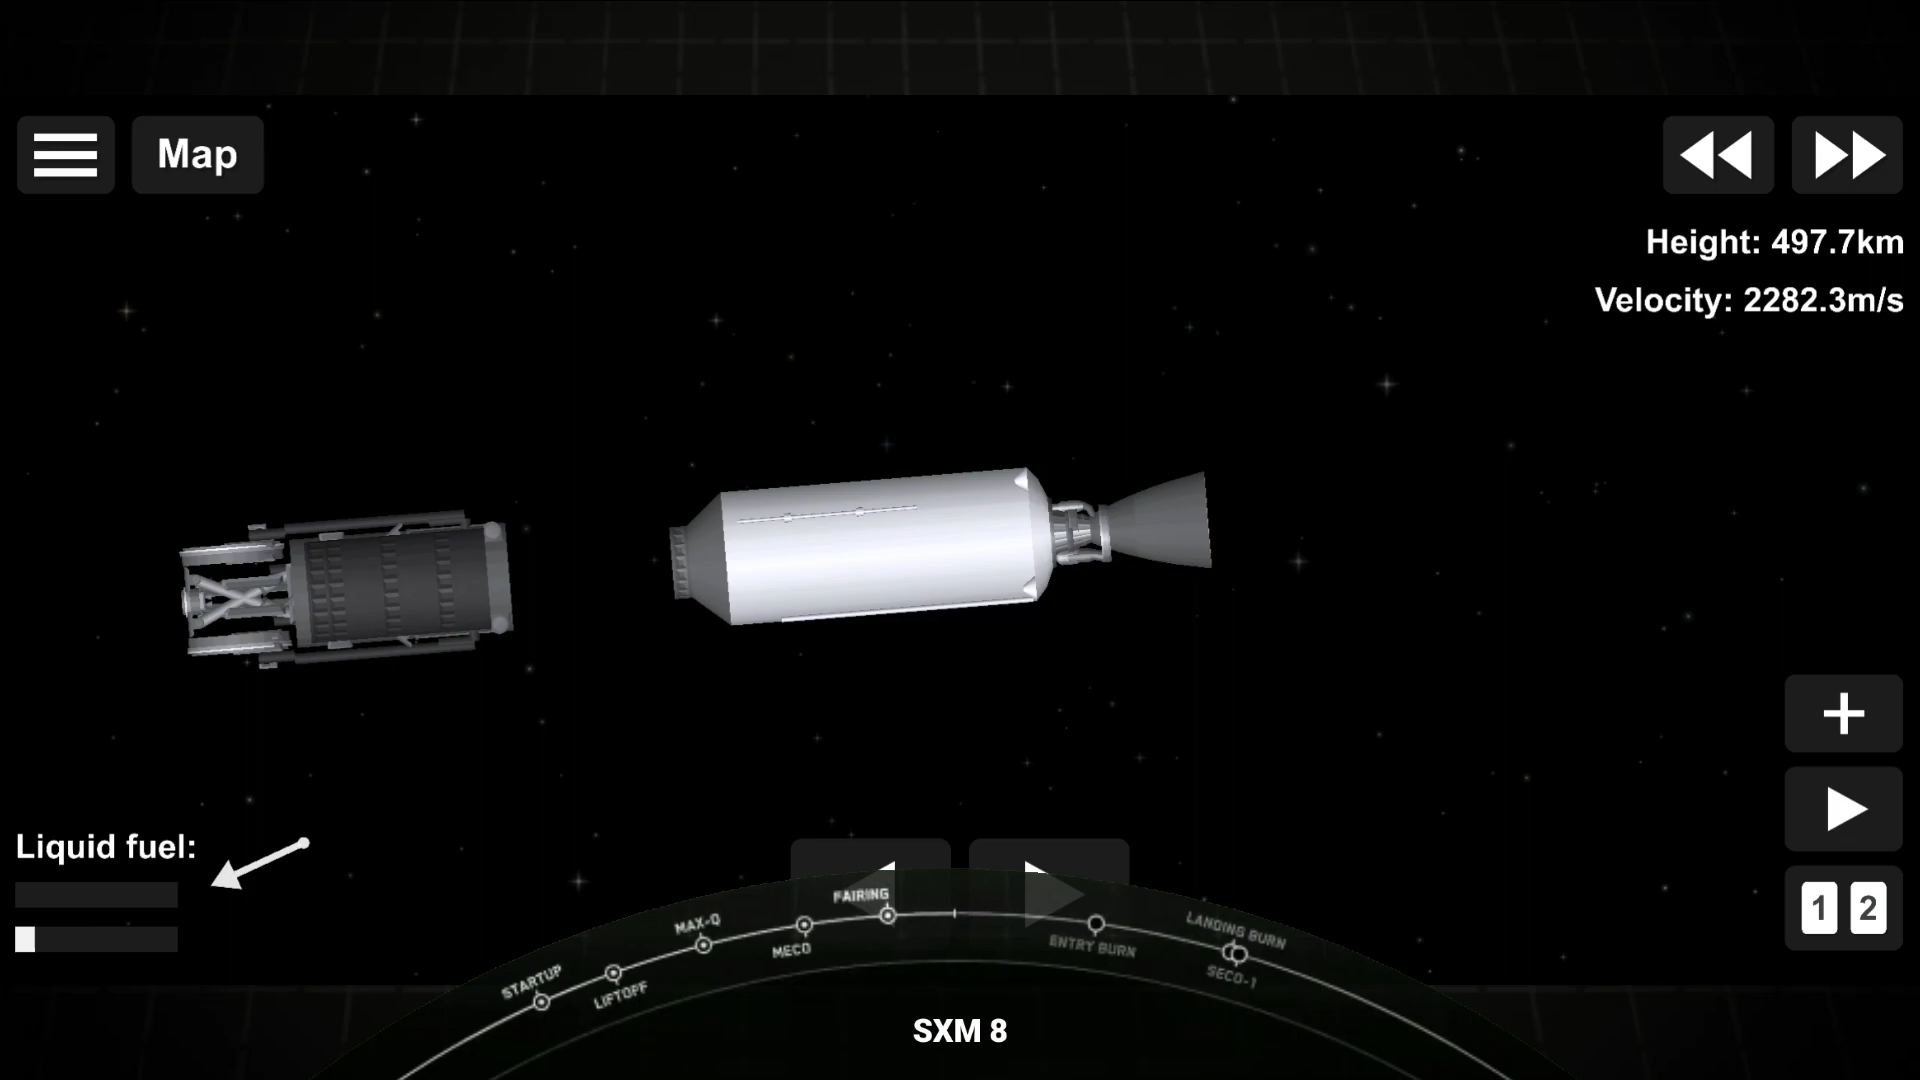 Map
Height: 497.7km
Velocity: 2282.3m/s
Liquid fuel:
1 2
FAIRING
MAX-Q
MECO
STARTUP
LIFTOFF
ENTRY BURN
LANDING BURN
SECO-1
SXM 8